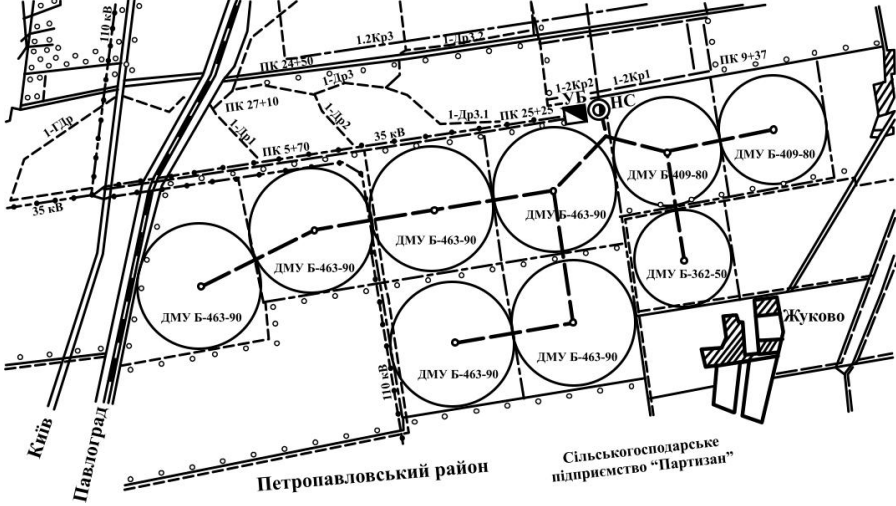 110 кВ
1.2Кр3
1-Др3.2
ПК 24+50
1-Др3
ПК 9+37
1-2Кр2
1-2Кр1
ПК 27+10
УБ
НС
1-ГДр
1-Др1
1-Др2
1-Др3.1
ПК 25+25
35 кВ
ПК 5+70
35 кВ
ДМУ Б-409-80
ДМУ Б-409-80
ДМУ Б-463-90
ДМУ Б-463-90
ДМУ Б-463-90
ДМУ Б-463-90
ДМУ Б-362-50
ДМУ Б-463-90
ДМУ Б-463-90
Жуково
110 кВ
Київ
Павлоград
Петропавловський район
Сільськогосподарське
підприємство “Партизан”